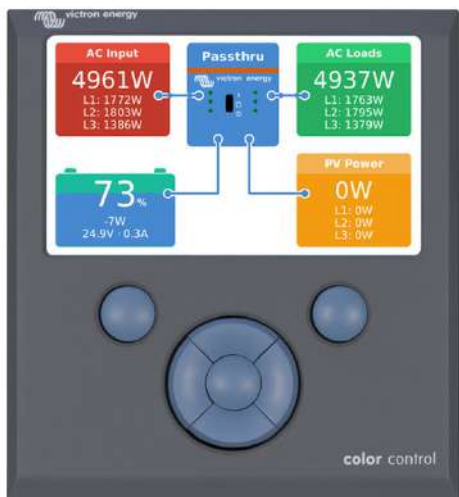 victron energy
AC Input
4961W
L1: 1772W
L2: 1803W
L3: 1386W
Passthru
victron energy
AC Loads
4937W
L1: 1763W
L2: 1795W
L3: 1379W
73%
-7W
24.9V · 0.3A
PV Power
0W
L1: 0W
L2: 0W
L3: 0W
color control